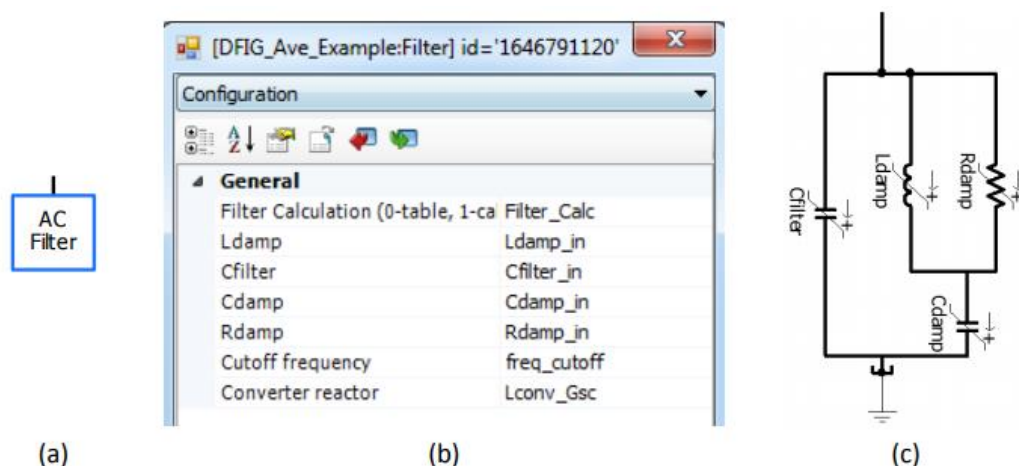 AC
Filter
[DFIG_Ave_Example:Filter] id='1646791120'
Configuration
General
Filter Calculation (0-table, 1-cal Filter_Calc
Ldamp Ldamp_in
Cfilter Cfilter_in
Cdamp Cdamp_in
Rdamp Rdamp_in
Cutoff frequency freq_cutoff
Converter reactor Lconv_Gsc
Cfilter
Ldamp
Rdamp
Cdamp
(a)
(b)
(c)